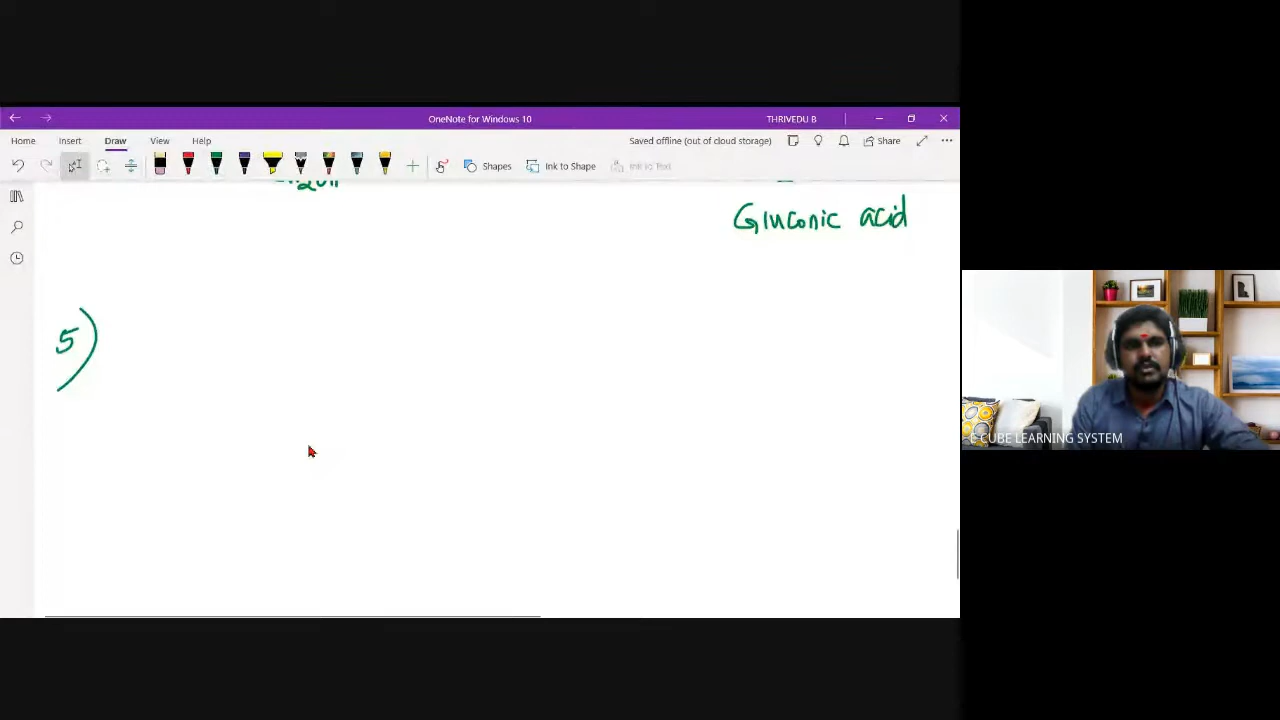 OneNote for Windows 10
THRIVEDU B
Home Insert Draw View Help
Saved offline (out of cloud storage)
Share
Shapes
Ink to Shape
Ink to Text
Gluconic acid
5)
E CUBE LEARNING SYSTEM